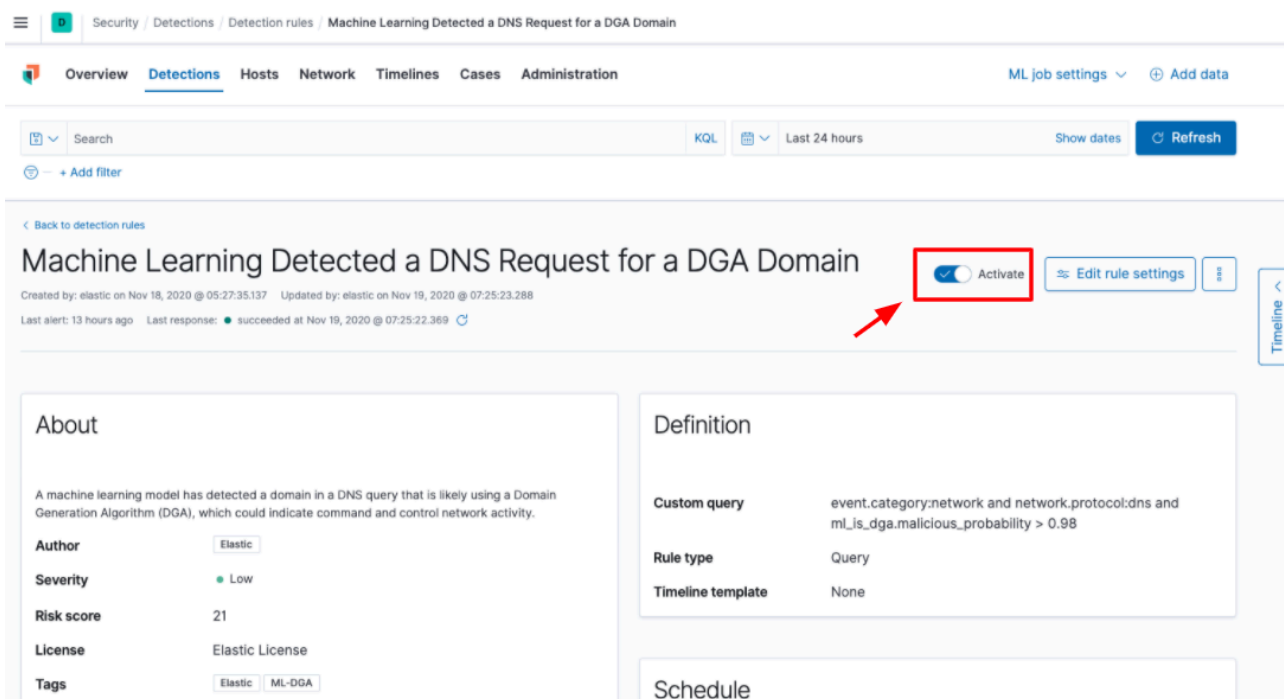 D Security / Detections / Detection rules / Machine Learning Detected a DNS Request for a DGA Domain
Overview Detections Hosts Network Timelines Cases Administration ML job settings Add data
Search KQL Last 24 hours Show dates Refresh
+ Add filter
Back to detection rules
Machine Learning Detected a DNS Request for a DGA Domain
Activate Edit rule settings
Created by: elastic on Nov 18, 2020 @ 05:27:35.137 Updated by: elastic on Nov 19, 2020 @ 07:25:23.288
Last alert: 13 hours ago Last response: succeeded at Nov 19, 2020 @ 07:25:22.369
Timeline
About
A machine learning model has detected a domain in a DNS query that is likely using a Domain
Generation Algorithm (DGA), which could indicate command and control network activity.
Author Elastic
Severity Low
Risk score 21
License Elastic License
Tags Elastic ML-DGA
Definition
Custom query event.category:network and network.protocol:dns and
ml_is_dga.malicious_probability > 0.98
Rule type Query
Timeline template None
Schedule